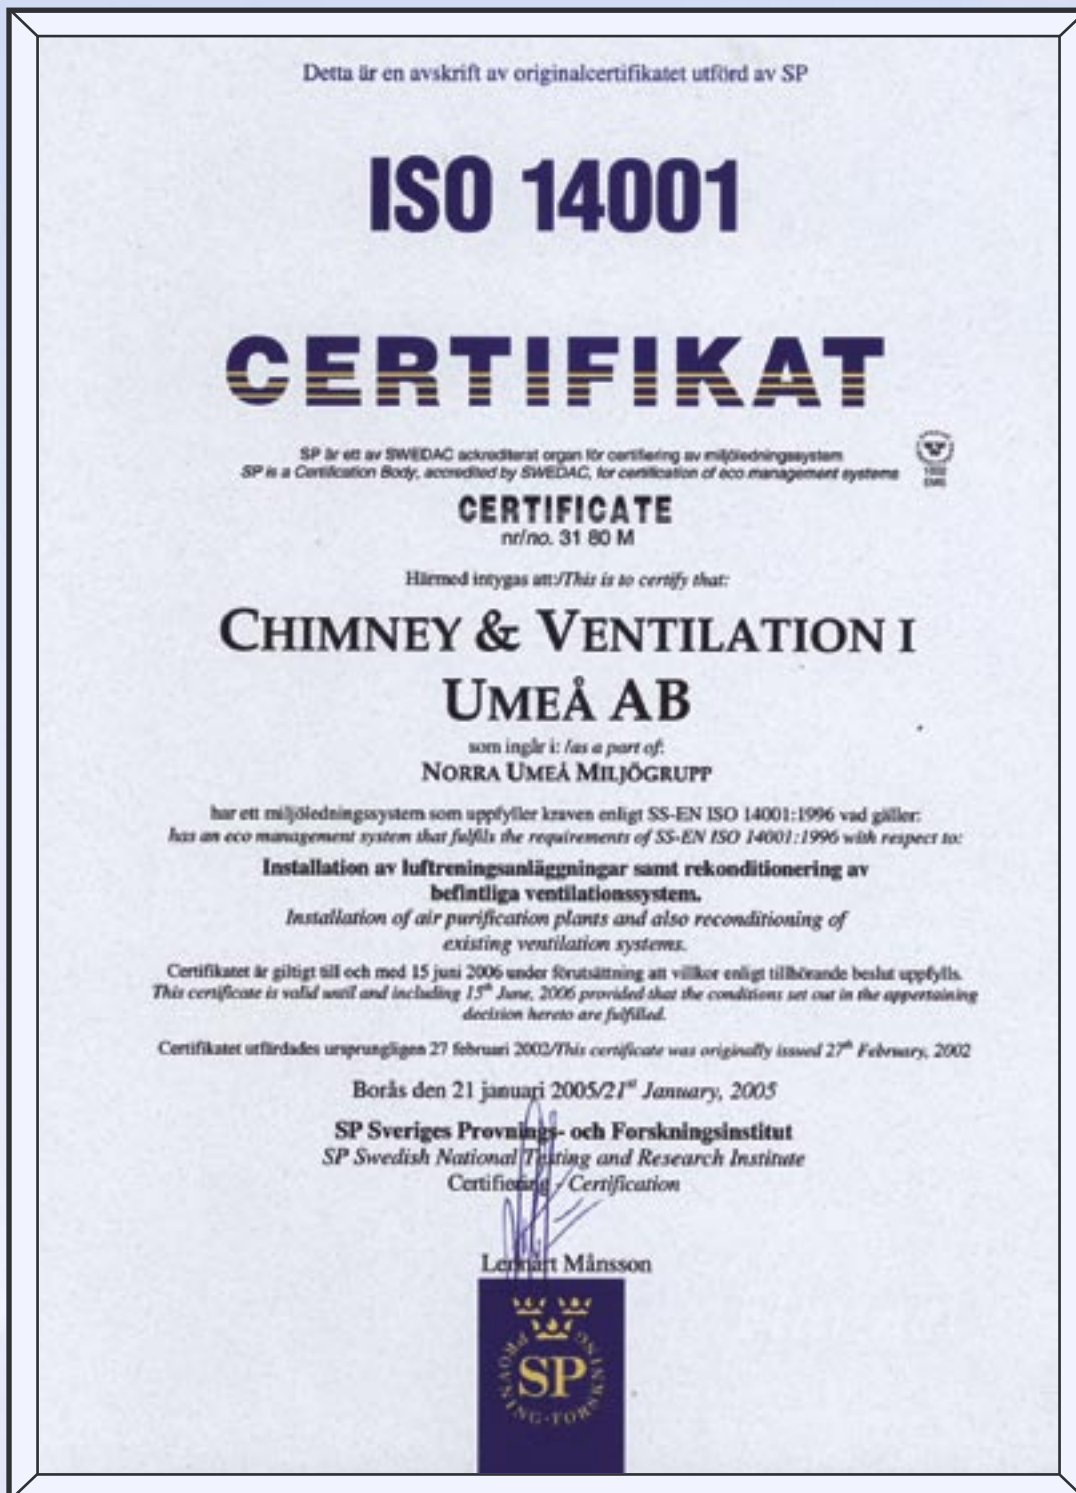 Detta är en avskrift av originalcertifikatet utförd av SP
ISO 14001
CERTIFIKAT
SP är ett av SWEDAC ackrediterat organ för certifiering av miljöledningssystem
SP is a Certification Body, accredited by SWEDAC, for certification of eco management systems
CERTIFICATE
nr/no. 31 80 M
Härmed intygas att:/This is to certify that:
CHIMNEY & VENTILATION I
UMEÅ AB
som ingår i: /as a part of:
NORRA UMEÅ MILJÖGRUPP
har ett miljöledningssystem som uppfyller kraven enligt SS-EN ISO 14001:1996 vad gäller:
has an eco management system that fulfils the requirements of SS-EN ISO 14001:1996 with respect to:
Installation av luftreningsanläggningar samt rekonditionering av
befintliga ventilationssystem.
Installation of air purification plants and also reconditioning of
existing ventilation systems.
Certifikatet är giltigt till och med 15 juni 2006 under förutsättning att villkor enligt tillhörande beslut uppfylls.
This certificate is valid until and including 15th June, 2006 provided that the conditions set out in the appertaining
decision hereto are fulfilled.
Certifikatet utfärdades ursprungligen 27 februari 2002/This certificate was originally issued 27th February, 2002
Borås den 21 januari 2005/21st January, 2005
SP Sveriges Provnings- och Forskningsinstitut
SP Swedish National Testing and Research Institute
Certifiering / Certification
Lennart Månsson
SP
PROVNING-FORSKNING